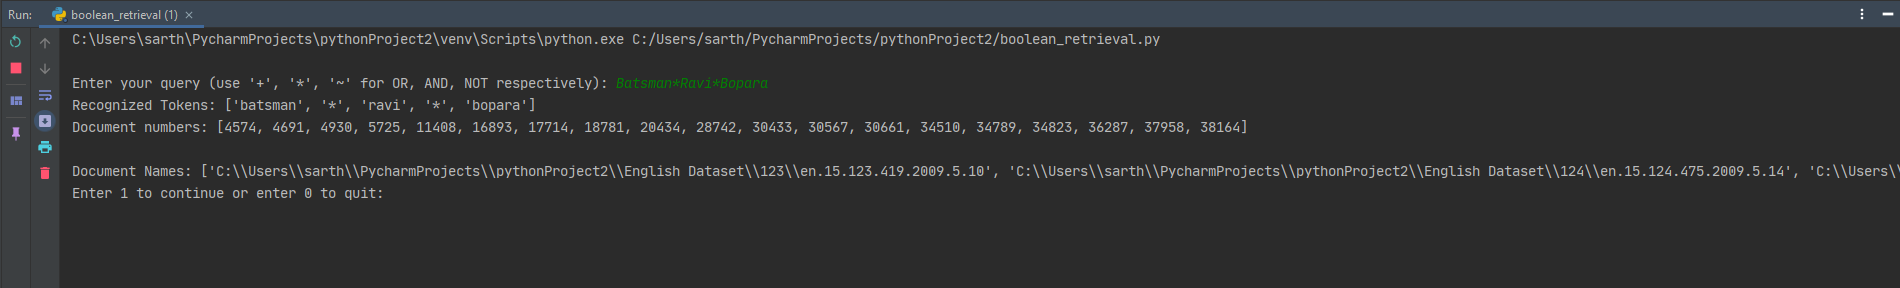 Run: boolean_retrieval (1) ×
C:\Users\sarth\PycharmProjects\pythonProject2\venv\Scripts\python.exe C:/Users/sarth/PycharmProjects/pythonProject2/boolean_retrieval.py
Enter your query (use '+', '*', '~' for OR, AND, NOT respectively): Batsman*Ravi*Bopara
Recognized Tokens: ['batsman', '*', 'ravi', '*', 'bopara']
Document numbers: [4574, 4691, 4930, 5725, 11408, 16893, 17714, 18781, 20434, 28742, 30433, 30567, 30661, 34510, 34789, 34823, 36287, 37958, 38164]
Document Names: ['C:\\Users\\sarth\\PycharmProjects\\pythonProject2\\English Dataset\\123\\en.15.123.419.2009.5.10', 'C:\\Users\\sarth\\PycharmProjects\\pythonProject2\\English Dataset\\124\\en.15.124.475.2009.5.14', 'C:\\Users\\
Enter 1 to continue or enter 0 to quit: